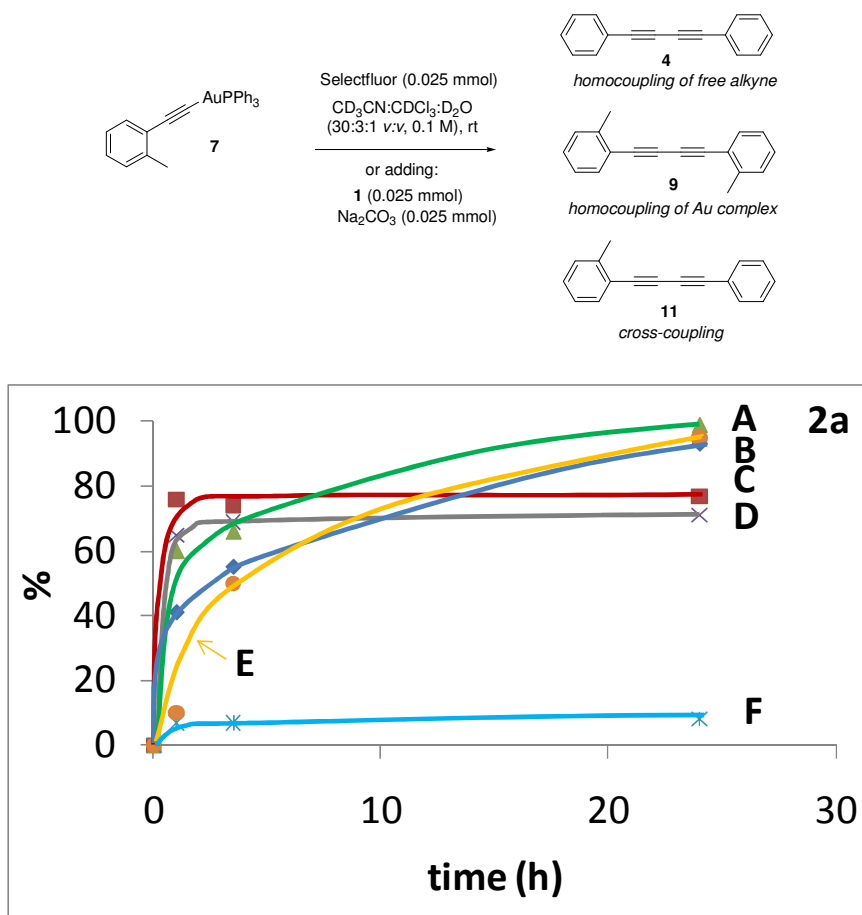 AuPPh3
7
Selectfluor (0.025 mmol)
CD3CN:CDCl3:D2O
(30:3:1 v:v, 0.1 M), rt
or adding:
1 (0.025 mmol)
Na2CO3 (0.025 mmol)
4
homocoupling of free alkyne
9
homocoupling of Au complex
11
cross-coupling
2a
100
80
60
40
20
0
%
A
B
C
D
E
F
0
10
20
30
time (h)